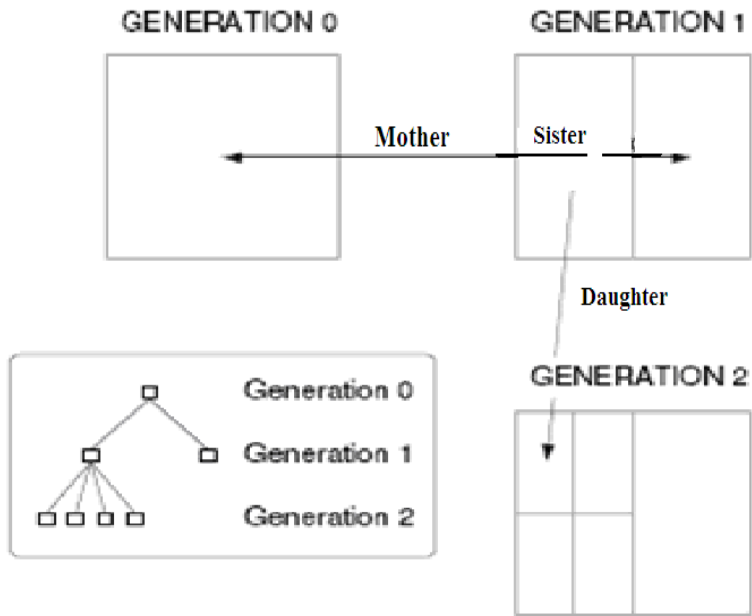 GENERATION 0
GENERATION 1
Mother
Sister
Daughter
GENERATION 2
Generation 0
Generation 1
Generation 2